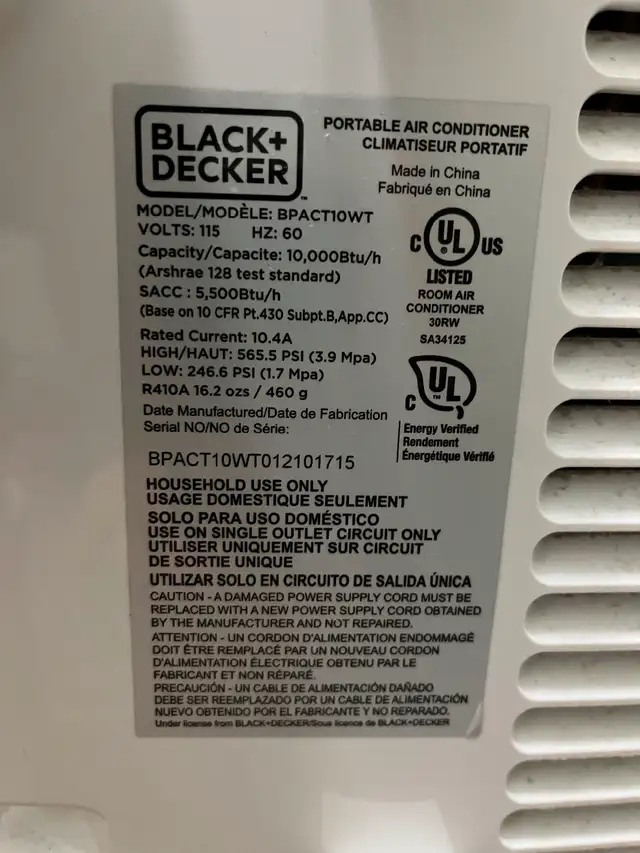 BLACK+
DECKER™
PORTABLE AIR CONDITIONER
CLIMATISEUR PORTATIF
Made in China
Fabriqué en China
MODEL/MODÈLE: BPACT10WT
VOLTS: 115 HZ: 60
Capacity/Capacite: 10,000Btu/h
(Arshrae 128 test standard)
SACC : 5,500Btu/h
(Base on 10 CFR Pt.430 Subpt.B,App.CC)
Rated Current: 10.4A
HIGH/HAUT: 565.5 PSI (3.9 Mpa)
LOW: 246.6 PSI (1.7 Mpa)
R410A 16.2 ozs / 460 g
Date Manufactured/Date de Fabrication
Serial NO/NO de Série:
C UL® US
LISTED
ROOM AIR
CONDITIONER
30RW
SA34125
C UL™
Energy Verified
Rendement
Énergétique Vérifié
BPACT10WT012101715
HOUSEHOLD USE ONLY
USAGE DOMESTIQUE SEULEMENT
SOLO PARA USO DOMÉSTICO
USE ON SINGLE OUTLET CIRCUIT ONLY
UTILISER UNIQUEMENT SUR CIRCUIT
DE SORTIE UNIQUE
UTILIZAR SOLO EN CIRCUITO DE SALIDA ÚNICA
CAUTION - A DAMAGED POWER SUPPLY CORD MUST BE
REPLACED WITH A NEW POWER SUPPLY CORD OBTAINED
BY THE MANUFACTURER AND NOT REPAIRED.
ATTENTION - UN CORDON D'ALIMENTATION ENDOMMAGÉ
DOIT ÊTRE REMPLACÉ PAR UN NOUVEAU CORDON
D'ALIMENTATION ÉLECTRIQUE OBTENU PAR LE
FABRICANT ET NON RÉPARÉ.
PRECAUCIÓN - UN CABLE DE ALIMENTACIÓN DAÑADO
DEBE SER REEMPLAZADO POR UN CABLE DE ALIMENTACIÓN
NUEVO OBTENIDO POR EL FABRICANTE Y NO REPARADO.
Under license from BLACK+DECKER/Sous licence de BLACK+DECKER